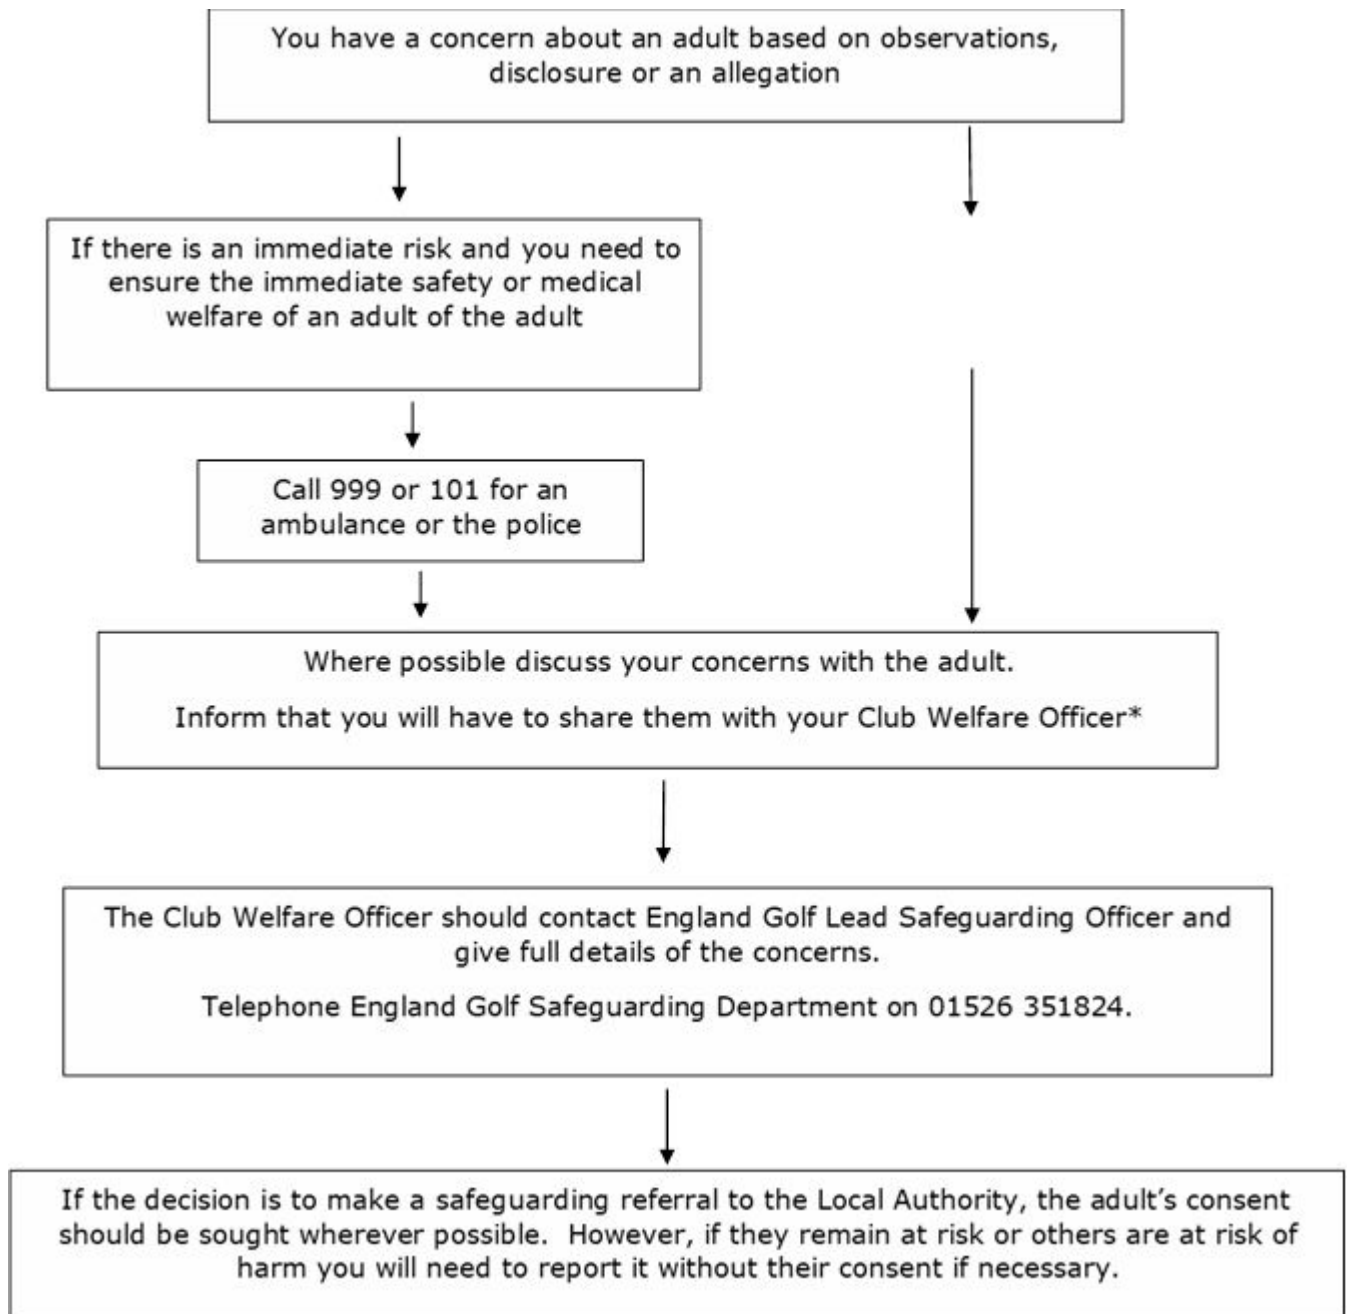 You have a concern about an adult based on observations,
disclosure or an allegation
If there is an immediate risk and you need to
ensure the immediate safety or medical
welfare of an adult of the adult
Call 999 or 101 for an
ambulance or the police
Where possible discuss your concerns with the adult.
Inform that you will have to share them with your Club Welfare Officer*
The Club Welfare Officer should contact England Golf Lead Safeguarding Officer and
give full details of the concerns.
Telephone England Golf Safeguarding Department on 01526 351824.
If the decision is to make a safeguarding referral to the Local Authority, the adult’s consent
should be sought wherever possible.  However, if they remain at risk or others are at risk of
harm you will need to report it without their consent if necessary.